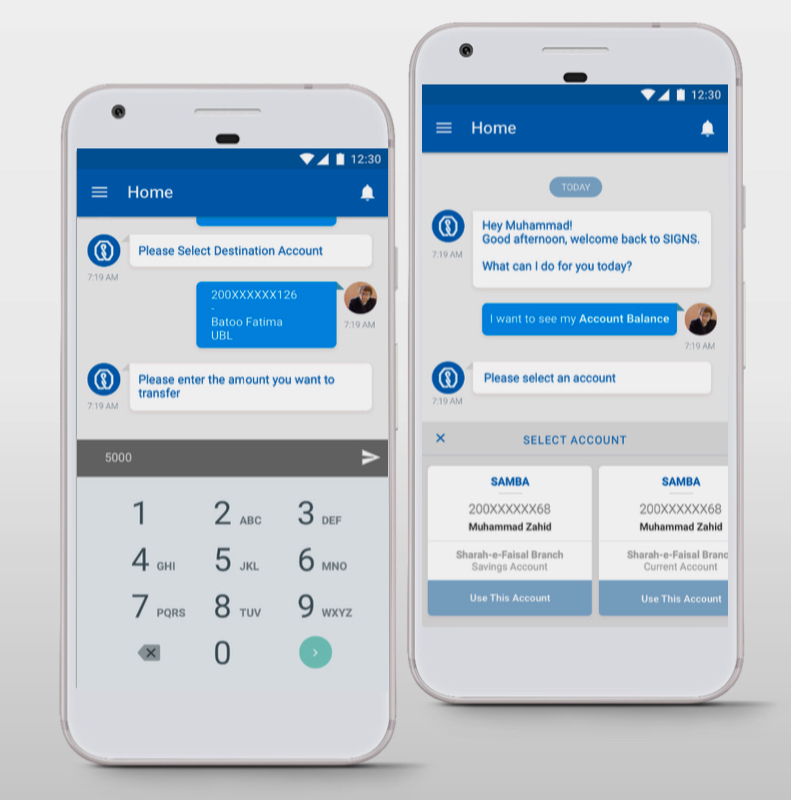 12:30
Home
Please Select Destination Account
7:19 AM
200XXXXXX126
-
Batoo Fatima
UBL
7:19 AM
Please enter the amount you want to
transfer
7:19 AM
5000
1
2 ABC
3 DEF
4 GHI
5 JKL
6 MNO
7 PQRS
8 TUV
9 WXYZ
0
12:30
Home
TODAY
Hey Muhammad!
Good afternoon, welcome back to SIGNS.
What can I do for you today?
7:19 AM
I want to see my Account Balance
7:19 AM
Please select an account
7:19 AM
SELECT ACCOUNT
SAMBA
200XXXXXX68
Muhammad Zahid
Sharah-e-Faisal Branch
Savings Account
Use This Account
SAMBA
200XXXXXX68
Muhammad Zahid
Sharah-e-Faisal Branc
Current Account
Use This Account